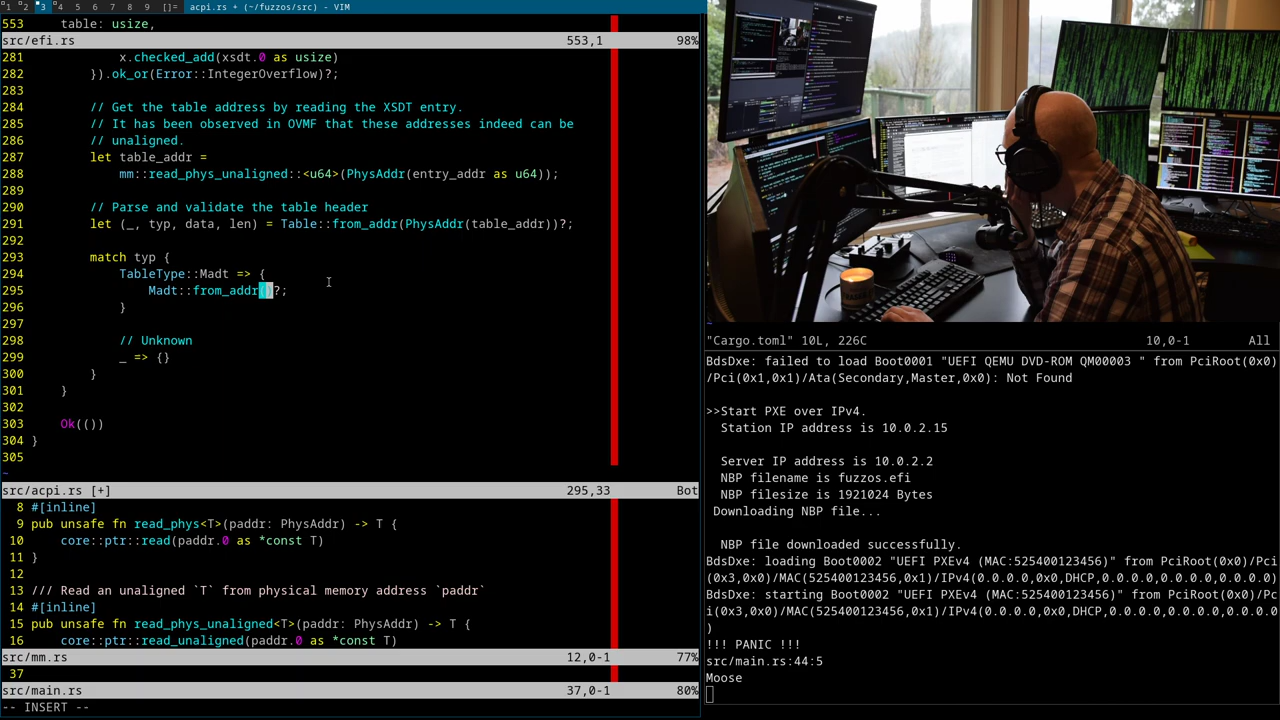 1 2 3 4 5 6 7 8 9 []= acpi.rs + (~/fuzzos/src) - VIM
553     table: usize,
src/efi.rs 553,1 98%
281             x.checked_add(xsdt.0 as usize)
282         }).ok_or(Error::IntegerOverflow)?;
283
284         // Get the table address by reading the XSDT entry.
285         // It has been observed in OVMF that these addresses indeed can be
286         // unaligned.
287         let table_addr =
288             mm::read_phys_unaligned::<u64>(PhysAddr(entry_addr as u64));
289
290         // Parse and validate the table header
291         let (_, typ, data, len) = Table::from_addr(PhysAddr(table_addr))?;
292
293         match typ {
294             TableType::Madt => {
295                 Madt::from_addr()?;
296             }
297
298             // Unknown
299             _ => {}
300         }
301     }
302
303     Ok(())
304 }
305
~
src/acpi.rs [+] 295,33 Bot
8 #[inline]
9 pub unsafe fn read_phys<T>(paddr: PhysAddr) -> T {
10     core::ptr::read(paddr.0 as *const T)
11 }
12
13 /// Read an unaligned `T` from physical memory address `paddr`
14 #[inline]
15 pub unsafe fn read_phys_unaligned<T>(paddr: PhysAddr) -> T {
16     core::ptr::read_unaligned(paddr.0 as *const T)
src/mm.rs 12,0-1 77%
37
src/main.rs 37,0-1 80%
-- INSERT --
"Cargo.toml" 10L, 226C 10,0-1 All
BdsDxe: failed to load Boot0001 "UEFI QEMU DVD-ROM QM00003 " from PciRoot(0x0)
/Pci(0x1,0x1)/Ata(Secondary,Master,0x0): Not Found
>>Start PXE over IPv4.
Station IP address is 10.0.2.15
Server IP address is 10.0.2.2
NBP filename is fuzzos.efi
NBP filesize is 1921024 Bytes
Downloading NBP file...
NBP file downloaded successfully.
BdsDxe: loading Boot0002 "UEFI PXEv4 (MAC:525400123456)" from PciRoot(0x0)/Pci
(0x3,0x0)/MAC(525400123456,0x1)/IPv4(0.0.0.0,0x0,DHCP,0.0.0.0,0.0.0.0,0.0.0.0)
BdsDxe: starting Boot0002 "UEFI PXEv4 (MAC:525400123456)" from PciRoot(0x0)/Pc
i(0x3,0x0)/MAC(525400123456,0x1)/IPv4(0.0.0.0,0x0,DHCP,0.0.0.0,0.0.0.0,0.0.0.0
)
!!! PANIC !!!
src/main.rs:44:5
Moose